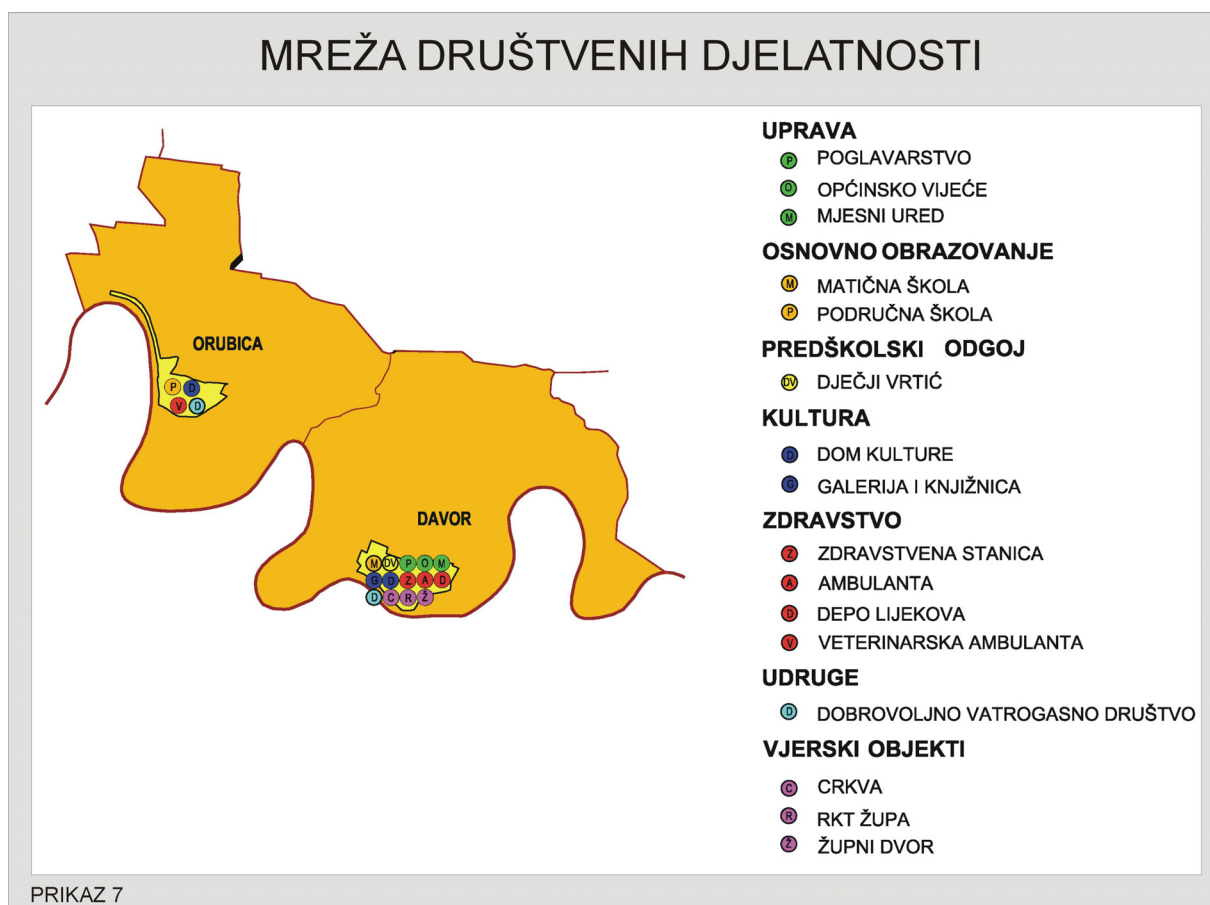 MREŽA DRUŠTVENIH DJELATNOSTI
ORUBICA
P D
V D
DAVOR
M DV P O M
G D Z A D
D C R Ž
UPRAVA
P POGLAVARSTVO
O OPĆINSKO VIJEĆE
M MJESNI URED
OSNOVNO OBRAZOVANJE
M MATIČNA ŠKOLA
P PODRUČNA ŠKOLA
PREDŠKOLSKI ODGOJ
DV DJEČJI VRTIĆ
KULTURA
D DOM KULTURE
G GALERIJA I KNJIŽNICA
ZDRAVSTVO
Z ZDRAVSTVENA STANICA
A AMBULANTA
D DEPO LIJEKOVA
V VETERINARSKA AMBULANTA
UDRUGE
D DOBROVOLJNO VATROGASNO DRUŠTVO
VJERSKI OBJEKTI
C CRKVA
R RKT ŽUPA
Ž ŽUPNI DVOR
PRIKAZ 7